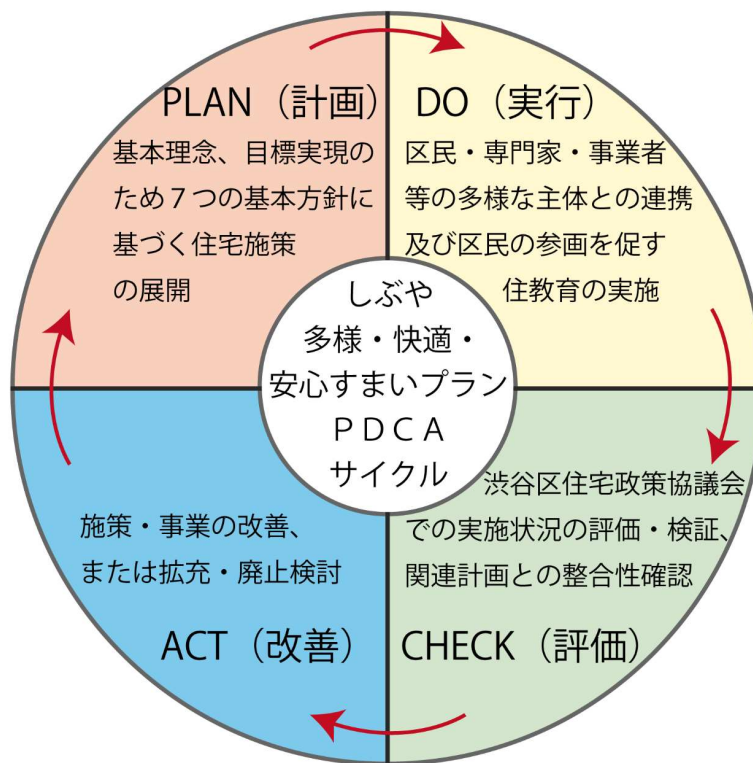 PLAN（計画）
基本理念、目標実現の
ため７つの基本方針に
基づく住宅施策
の展開
DO（実行）
区民・専門家・事業者
等の多様な主体との連携
及び区民の参画を促す
住教育の実施
しぶや
多様・快適・
安心すまいプラン
ＰＤＣＡ
サイクル
渋谷区住宅政策協議会
での実施状況の評価・検証、
関連計画との整合性確認
CHECK（評価）
施策・事業の改善、
または拡充・廃止検討
ACT（改善）